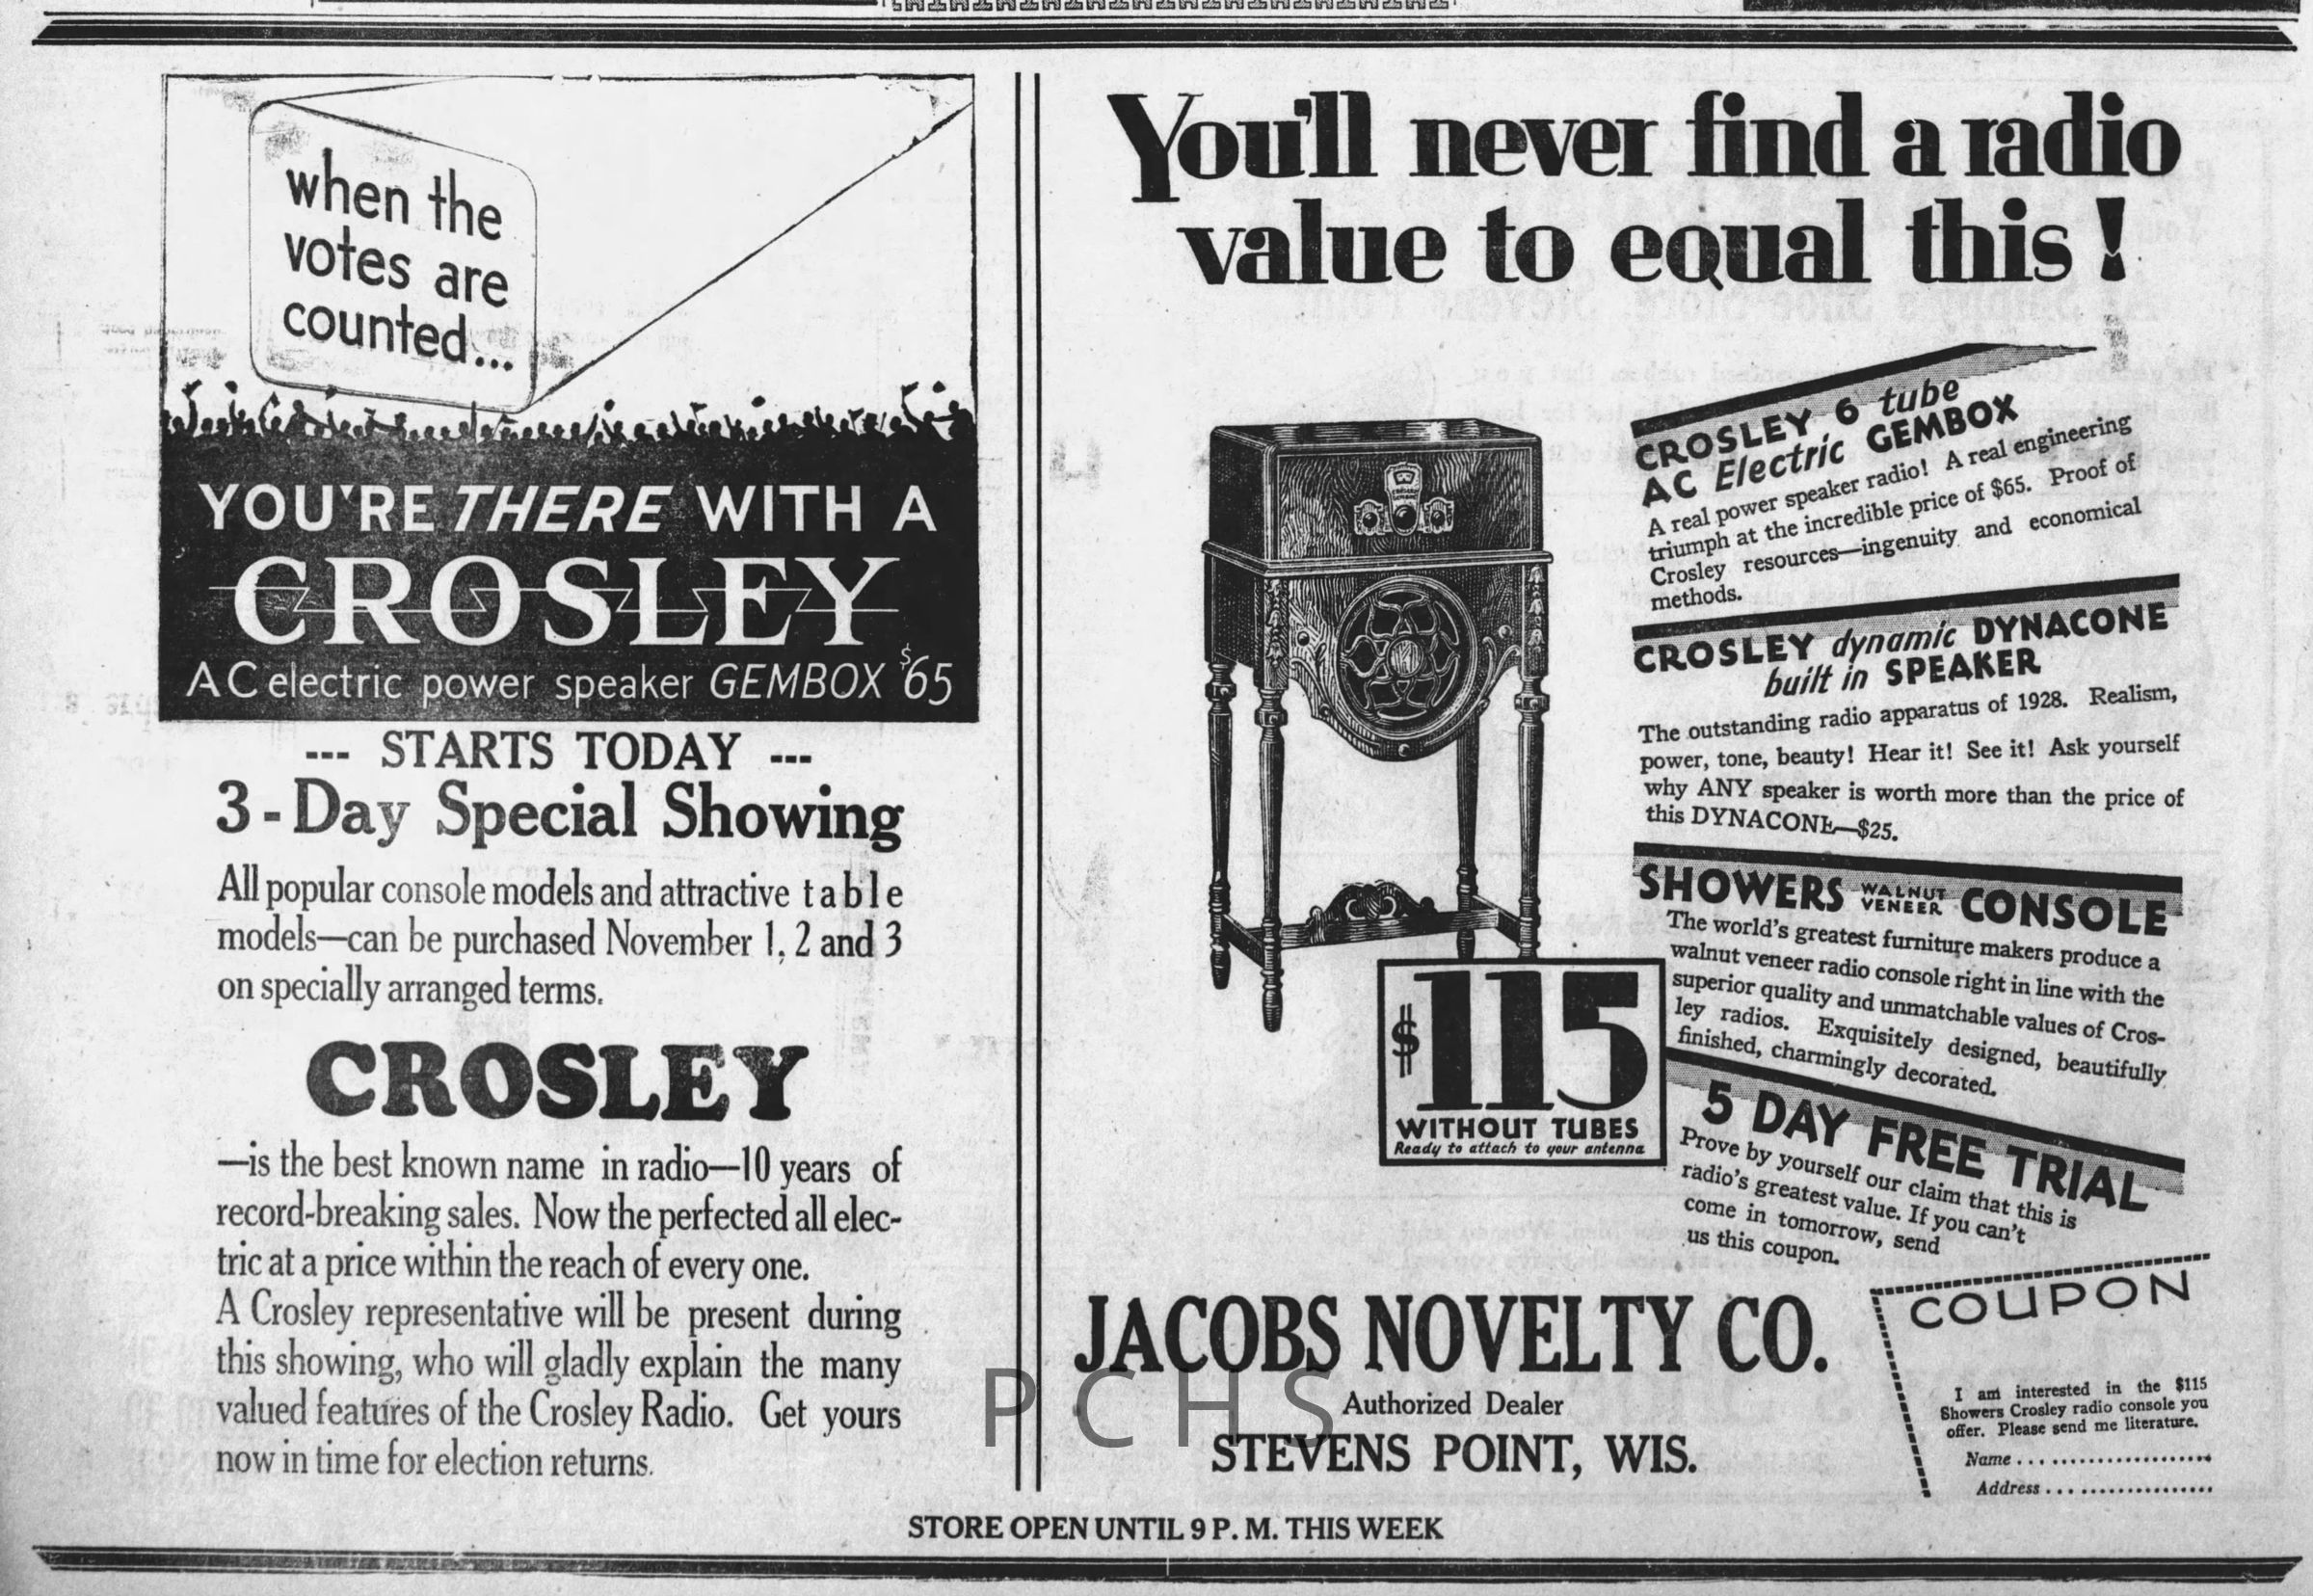 when the
votes are
counted...
YOU'RE THERE WITH A
CROSLEY
AC electric power speaker GEMBOX $65
--- STARTS TODAY ---
3-Day Special Showing
All popular console models and attractive table
models—can be purchased November 1, 2 and 3
on specially arranged terms.
CROSLEY
—is the best known name in radio—10 years of
record-breaking sales. Now the perfected all elec-
tric at a price within the reach of every one.
A Crosley representative will be present during
this showing, who will gladly explain the many
valued features of the Crosley Radio. Get yours
now in time for election returns.
You'll never find a radio
value to equal this!
CROSLEY 6 tube
AC Electric GEMBOX
A real power speaker radio! A real engineering
triumph at the incredible price of $65. Proof of
Crosley resources—ingenuity and economical
methods.
CROSLEY dynamic DYNACONE
built in SPEAKER
The outstanding radio apparatus of 1928. Realism,
power, tone, beauty! Hear it! See it! Ask yourself
why ANY speaker is worth more than the price of
this DYNACONE—$25.
SHOWERS WALNUT VENEER CONSOLE
The world's greatest furniture makers produce a
walnut veneer radio console right in line with the
superior quality and unmatchable values of Cros-
ley radios. Exquisitely designed, beautifully
finished, charmingly decorated.
$115
WITHOUT TUBES
Ready to attach to your antenna
5 DAY FREE TRIAL
Prove by yourself our claim that this is
radio's greatest value. If you can't
come in tomorrow, send
us this coupon.
JACOBS NOVELTY CO.
Authorized Dealer
STEVENS POINT, WIS.
PCHS
COUPON
I am interested in the $115
Showers Crosley radio console you
offer. Please send me literature.
Name......................
Address...................
STORE OPEN UNTIL 9 P. M. THIS WEEK